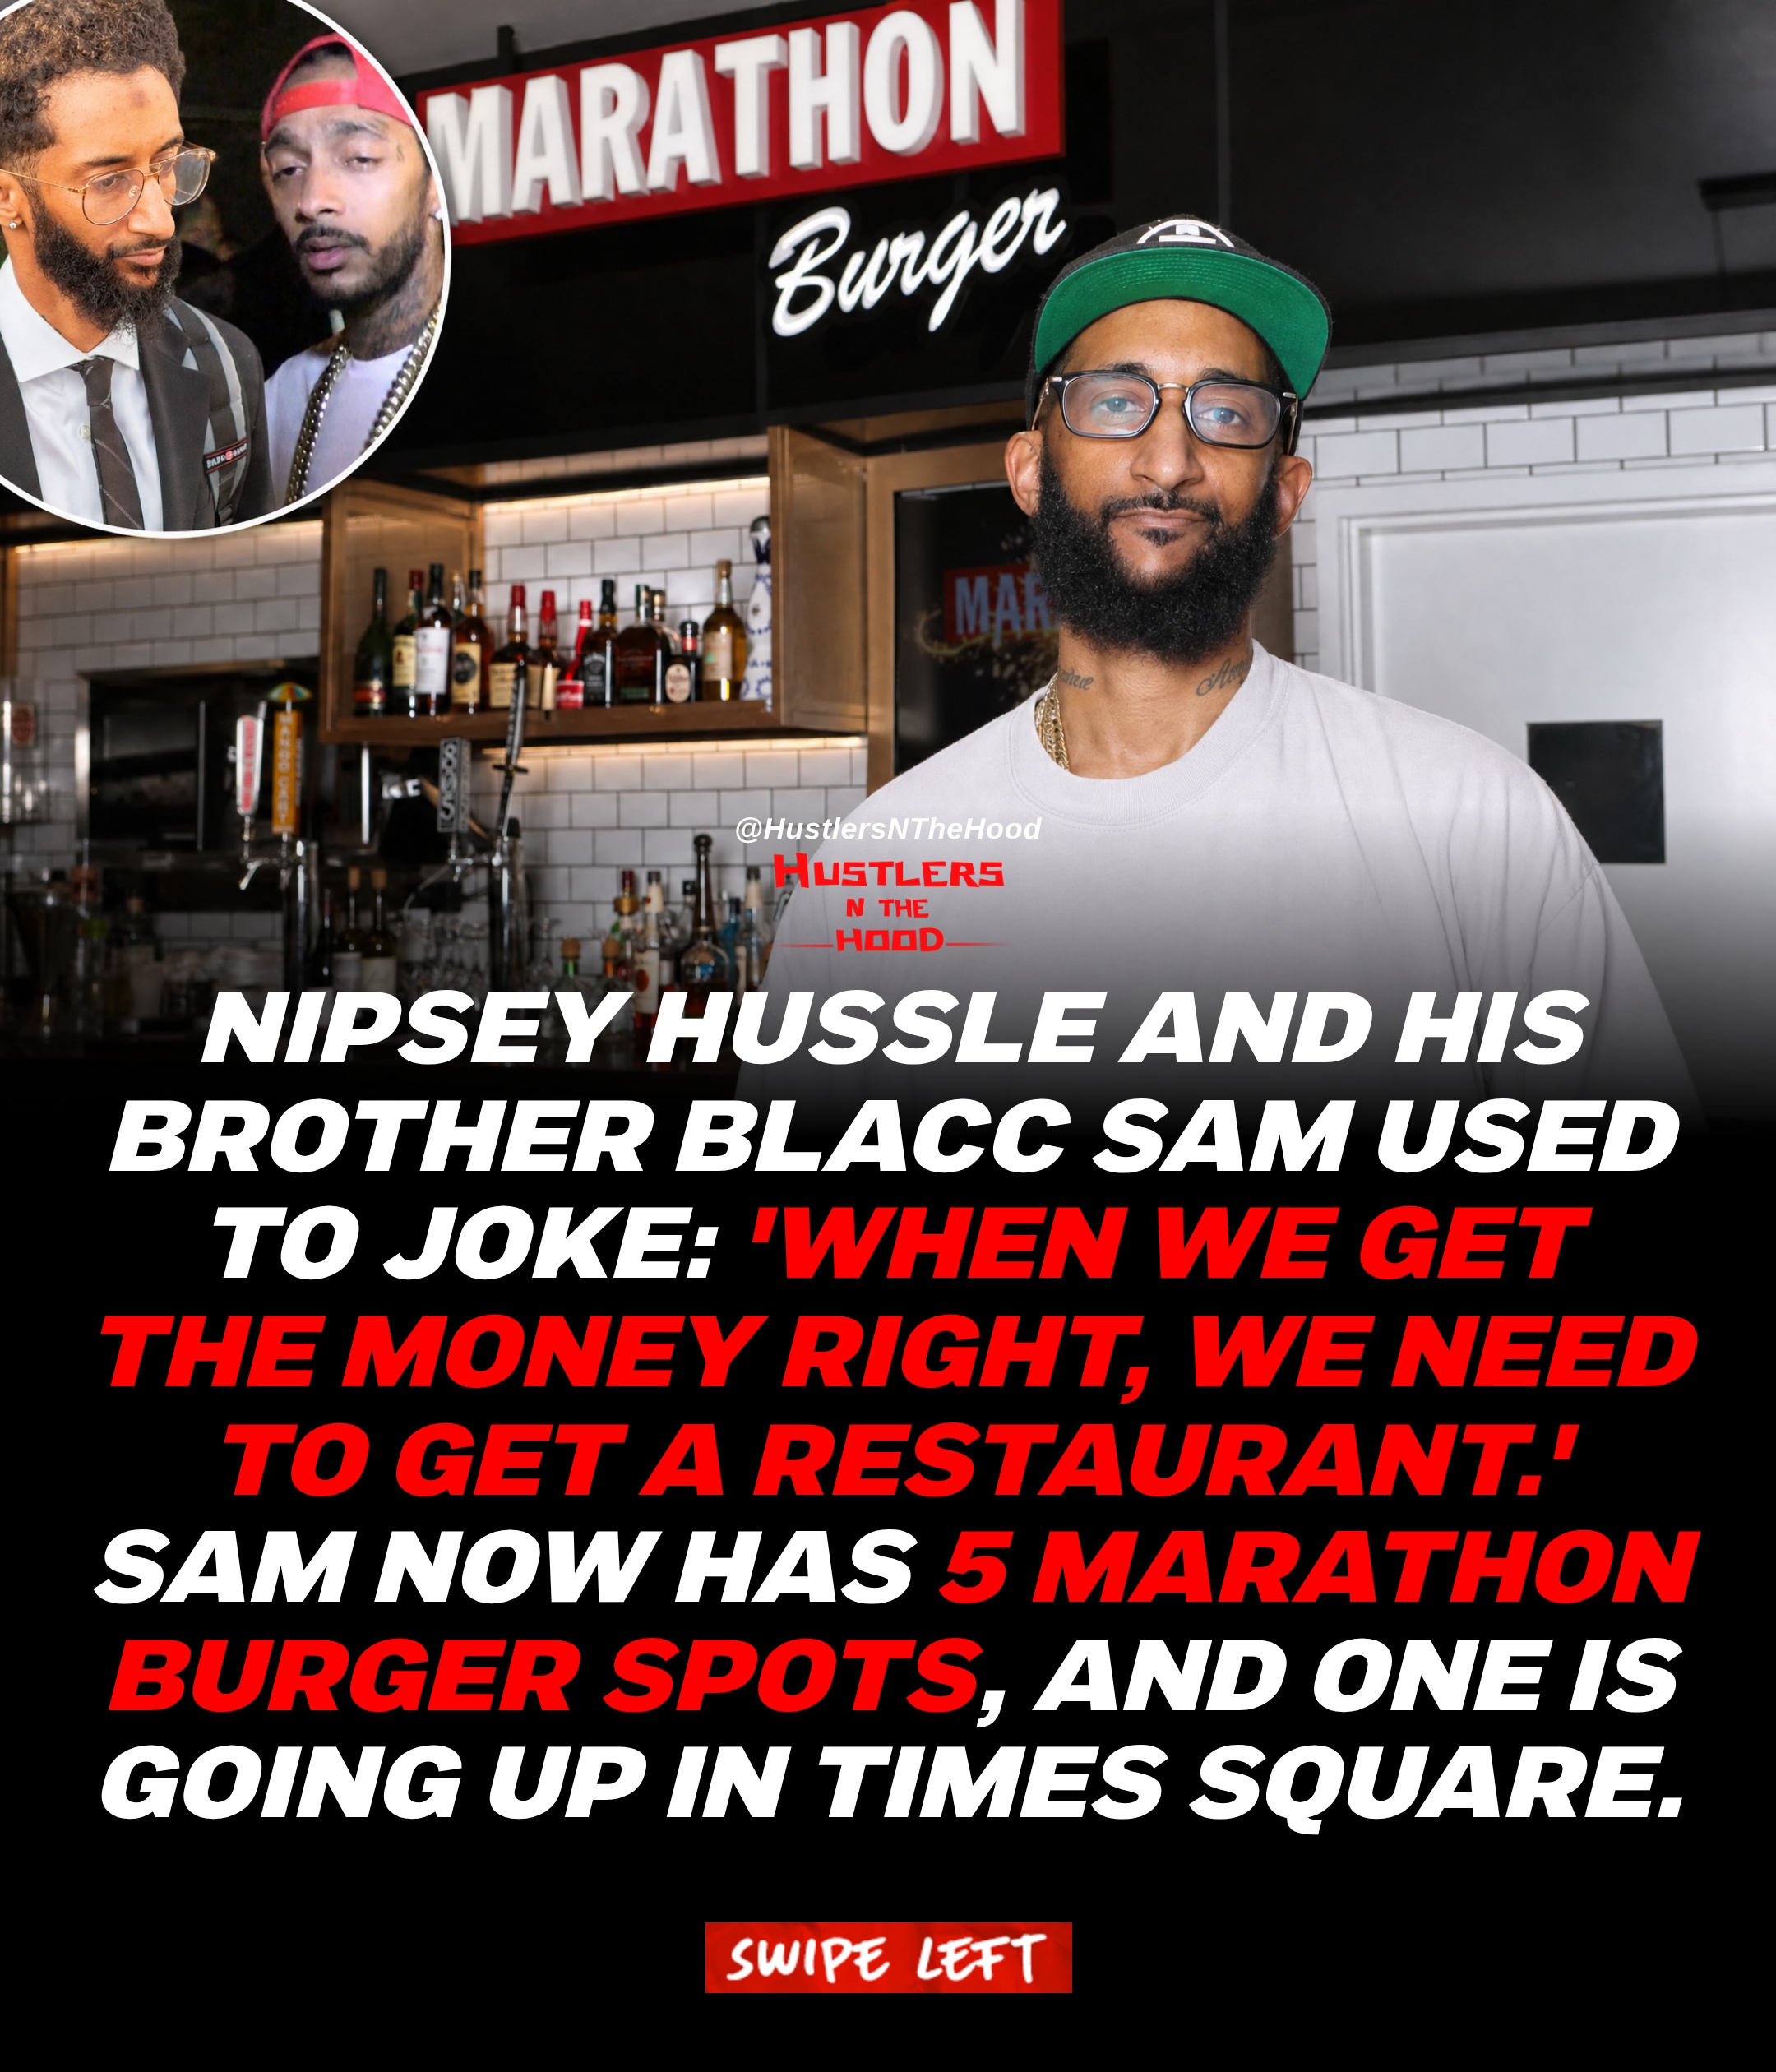 MARATHON
Burger
MAR
@HustlersNTheHood
HUSTLERS
N THE
HOOD
NIPSEY HUSSLE AND HIS
BROTHER BLACC SAM USED
TO JOKE: 'WHEN WE GET
THE MONEY RIGHT, WE NEED
TO GET A RESTAURANT.'
SAM NOW HAS 5 MARATHON
BURGER SPOTS, AND ONE IS
GOING UP IN TIMES SQUARE.
SWIPE LEFT